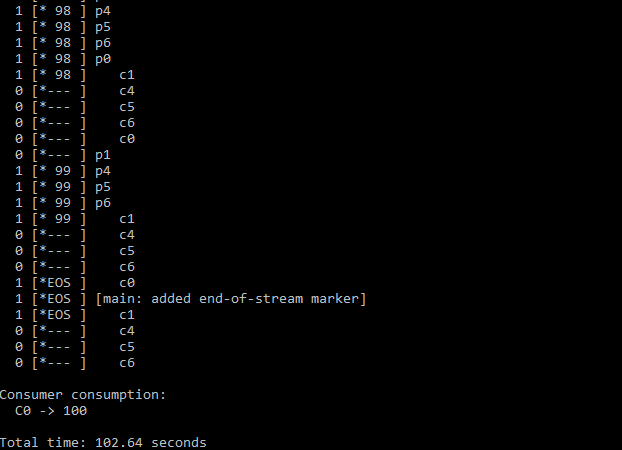 1 [* 98 ] p4
1 [* 98 ] p5
1 [* 98 ] p6
1 [* 98 ] p0
1 [* 98 ]    c1
0 [*--- ]    c4
0 [*--- ]    c5
0 [*--- ]    c6
0 [*--- ]    c0
0 [*--- ] p1
1 [* 99 ] p4
1 [* 99 ] p5
1 [* 99 ] p6
1 [* 99 ]    c1
0 [*--- ]    c4
0 [*--- ]    c5
0 [*--- ]    c6
1 [*EOS ]    c0
1 [*EOS ] [main: added end-of-stream marker]
1 [*EOS ]    c1
0 [*--- ]    c4
0 [*--- ]    c5
0 [*--- ]    c6
Consumer consumption:
C0 -> 100
Total time: 102.64 seconds